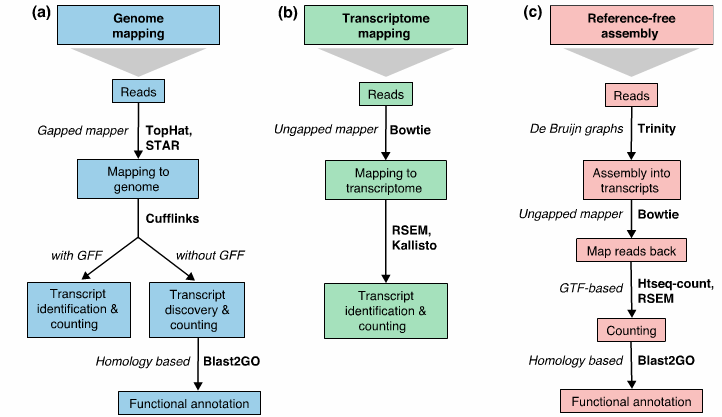 (a)
Genome
mapping
Reads
Gapped mapper
TopHat,
STAR
Mapping to
genome
Cufflinks
with GFF
without GFF
Transcript
identification &
counting
Transcript
discovery &
counting
Homology based
Blast2GO
Functional annotation
(b)
Transcriptome
mapping
Reads
Ungapped mapper
Bowtie
Mapping to
transcriptome
RSEM,
Kallisto
Transcript
identification &
counting
(c)
Reference-free
assembly
Reads
De Bruijn graphs
Trinity
Assembly into
transcripts
Ungapped mapper
Bowtie
Map reads back
GTF-based
Htseq-count,
RSEM
Counting
Homology based
Blast2GO
Functional annotation